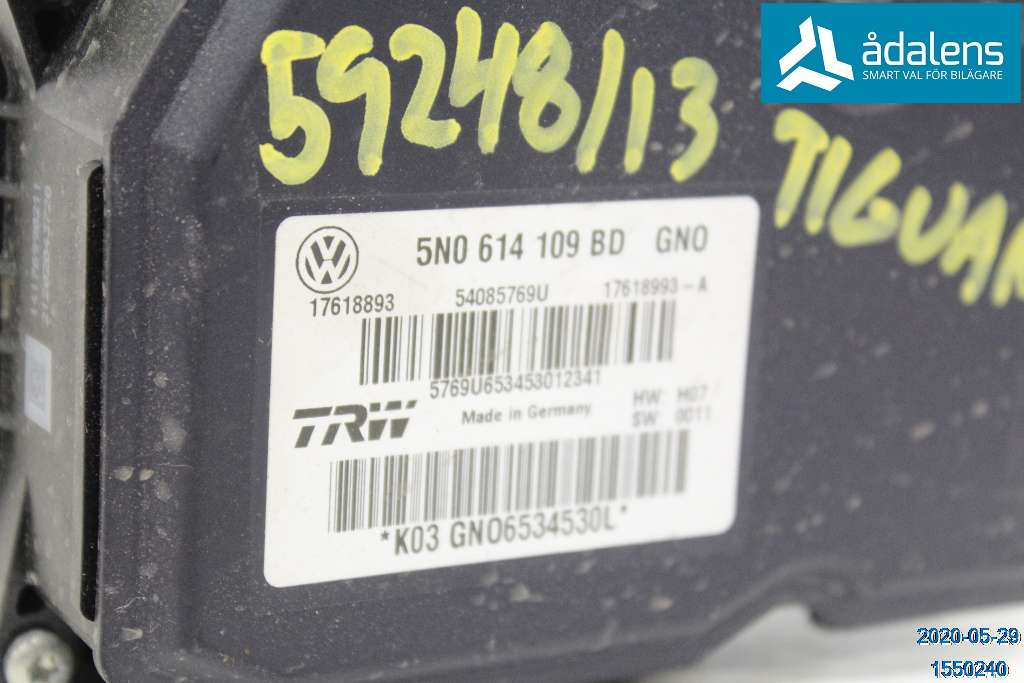 ådalens
SMART VAL FÖR BILÄGARE
59248/13 TIGUAN
5N0 614 109 BD GNO
17618893 54085769U 17618993-A
5769U653453012341
TRW Made in Germany HW: H07
SW: 0011
*K03 GNO6534530L*
2020-05-29
1550240